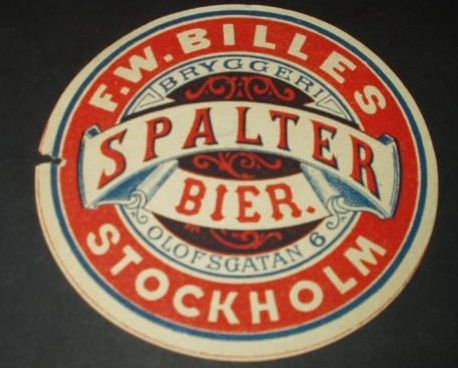 F.W. BILLES
BRYGGERI
SPALTER
BIER.
OLOFSGATAN 6
STOCKHOLM